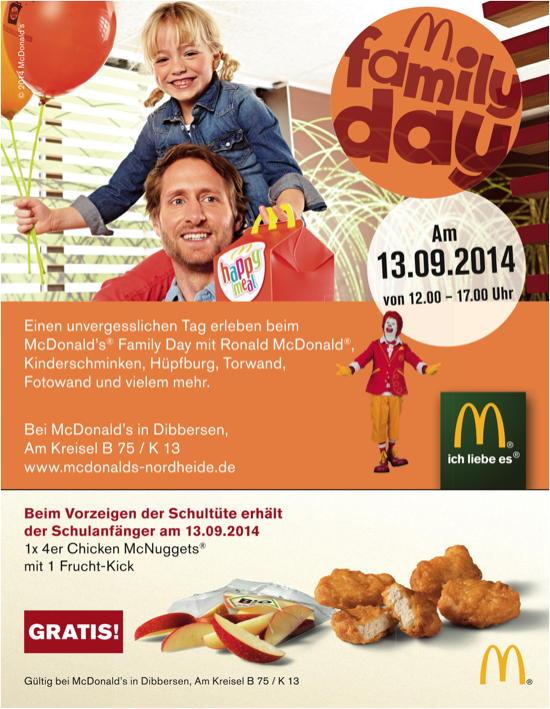 © 2014 McDonald's
family
day
happy
meal
Am
13.09.2014
von 12.00 – 17.00 Uhr
Einen unvergesslichen Tag erleben beim
McDonald's® Family Day mit Ronald McDonald®,
Kinderschminken, Hüpfburg, Torwand,
Fotowand und vielem mehr.
Bei McDonald's in Dibbersen,
Am Kreisel B 75 / K 13
www.mcdonalds-nordheide.de
®
ich liebe es®
Beim Vorzeigen der Schultüte erhält
der Schulanfänger am 13.09.2014
1x 4er Chicken McNuggets®
mit 1 Frucht-Kick
Bio
GRATIS!
®
Gültig bei McDonald's in Dibbersen, Am Kreisel B 75 / K 13